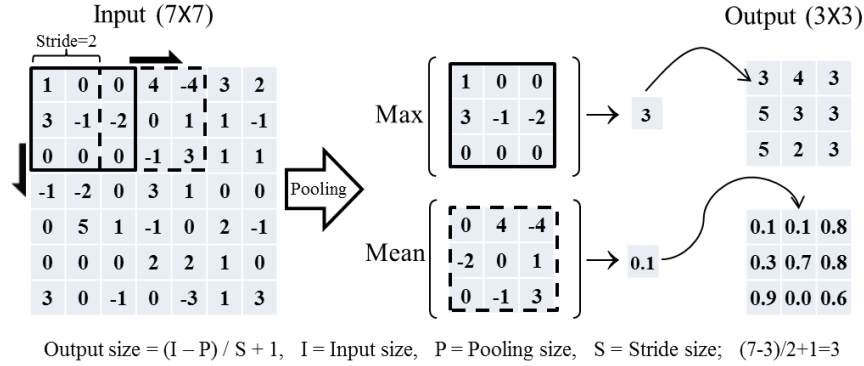 Input (7X7)
Output (3X3)
Stride=2
1 0 0 4 -4 3 2
3 -1 -2 0 1 1 -1
0 0 0 -1 3 1 1
-1 -2 0 3 1 0 0
0 5 1 -1 0 2 -1
0 0 0 2 2 1 0
3 0 -1 0 -3 1 3
Pooling
Max
1 0 0
3 -1 -2
0 0 0
3
3 4 3
5 3 3
5 2 3
Mean
0 4 -4
-2 0 1
0 -1 3
0.1
0.1 0.1 0.8
0.3 0.7 0.8
0.9 0.0 0.6
Output size = (I – P) / S + 1, I = Input size, P = Pooling size, S = Stride size; (7-3)/2+1=3